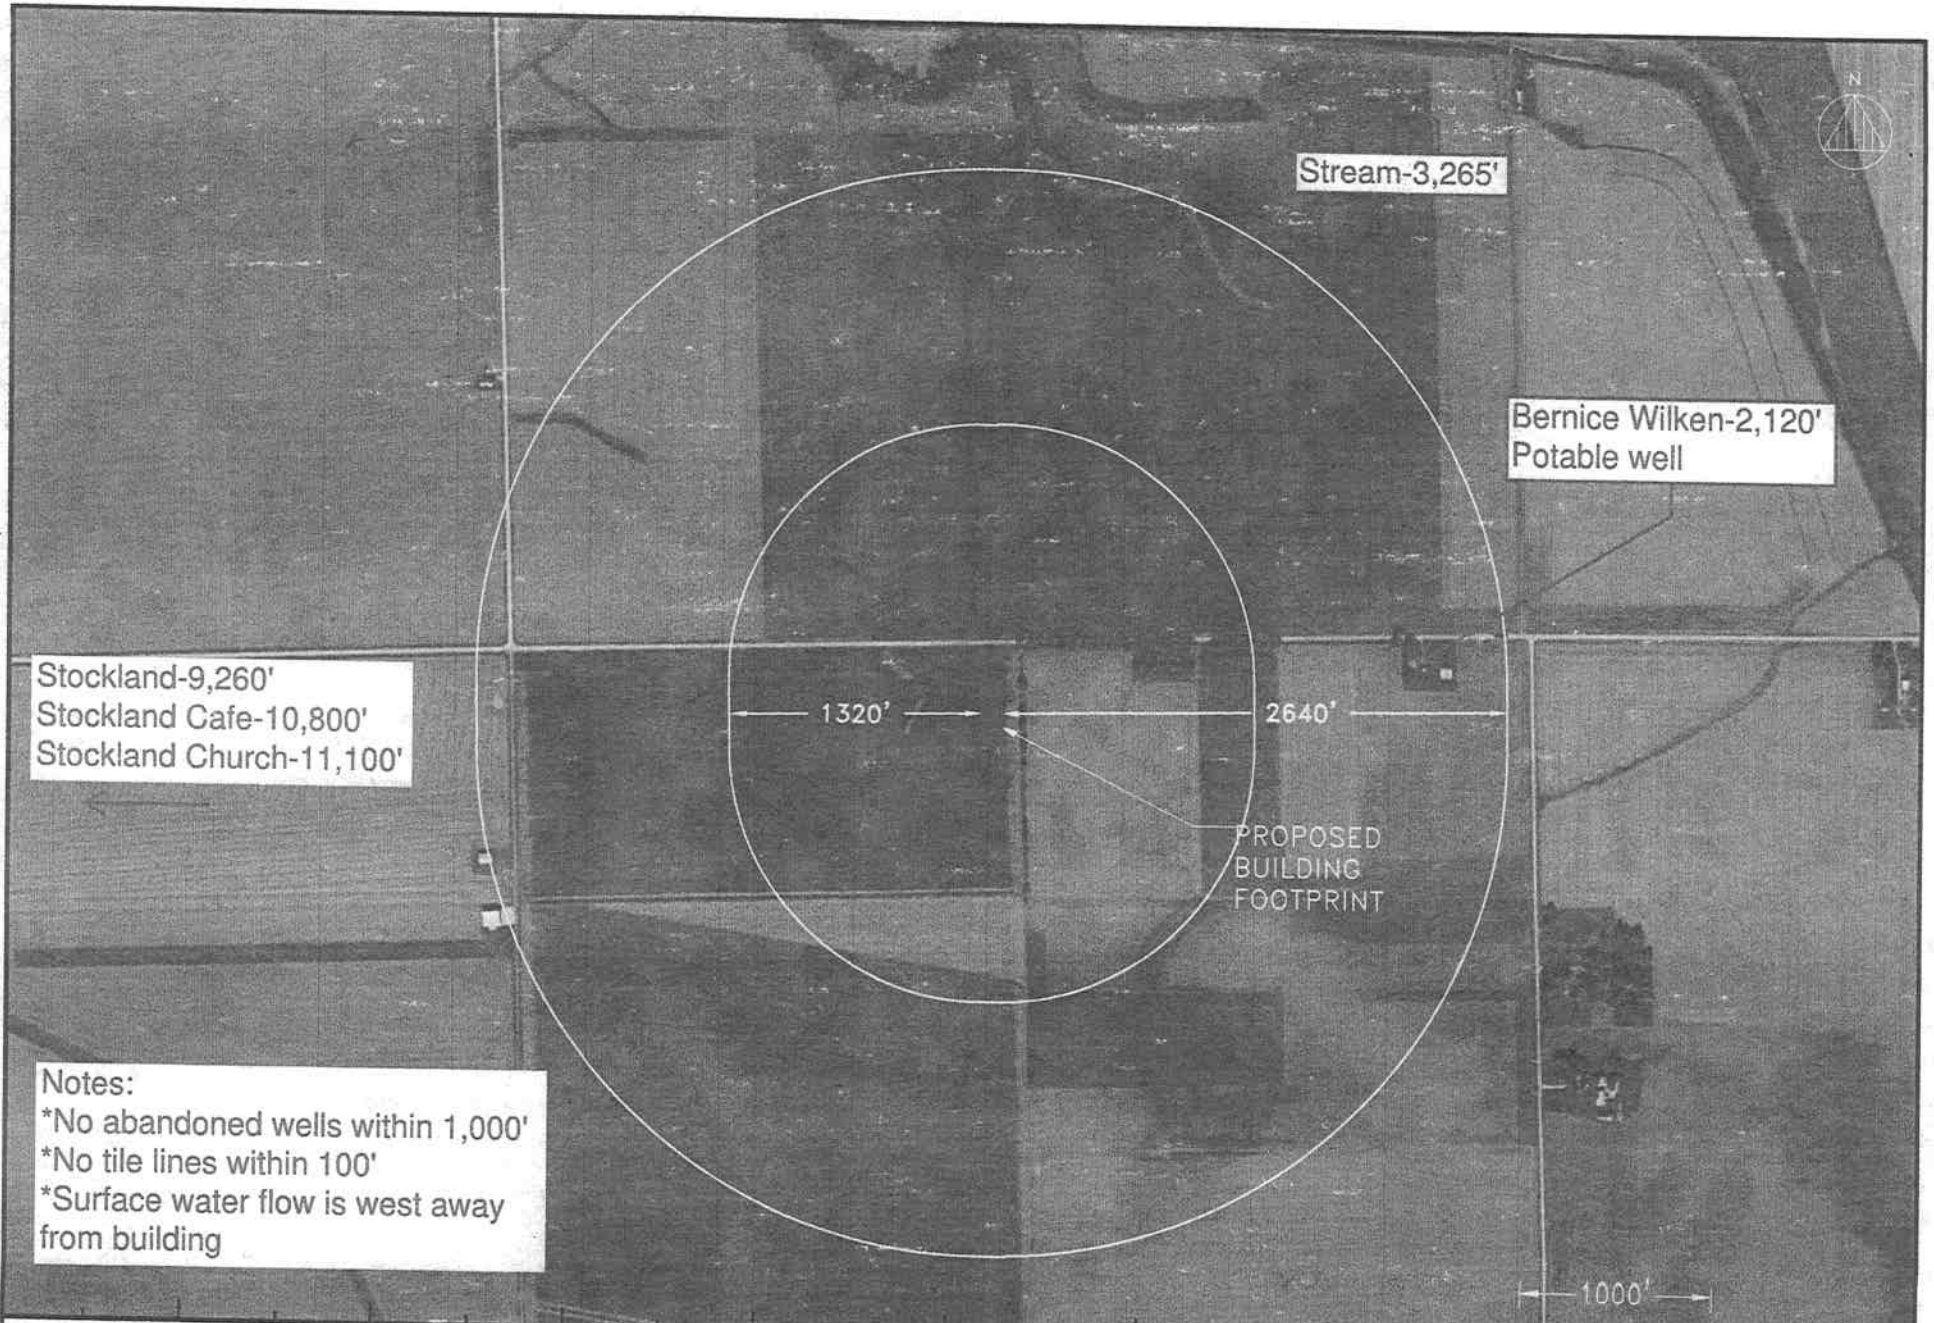 N
Stream-3,265'
Bernice Wilken-2,120'
Potable well
Stockland-9,260'
Stockland Cafe-10,800'
Stockland Church-11,100'
1320'
2640'
PROPOSED
BUILDING
FOOTPRINT
Notes:
*No abandoned wells within 1,000'
*No tile lines within 100'
*Surface water flow is west away
from building
1000'